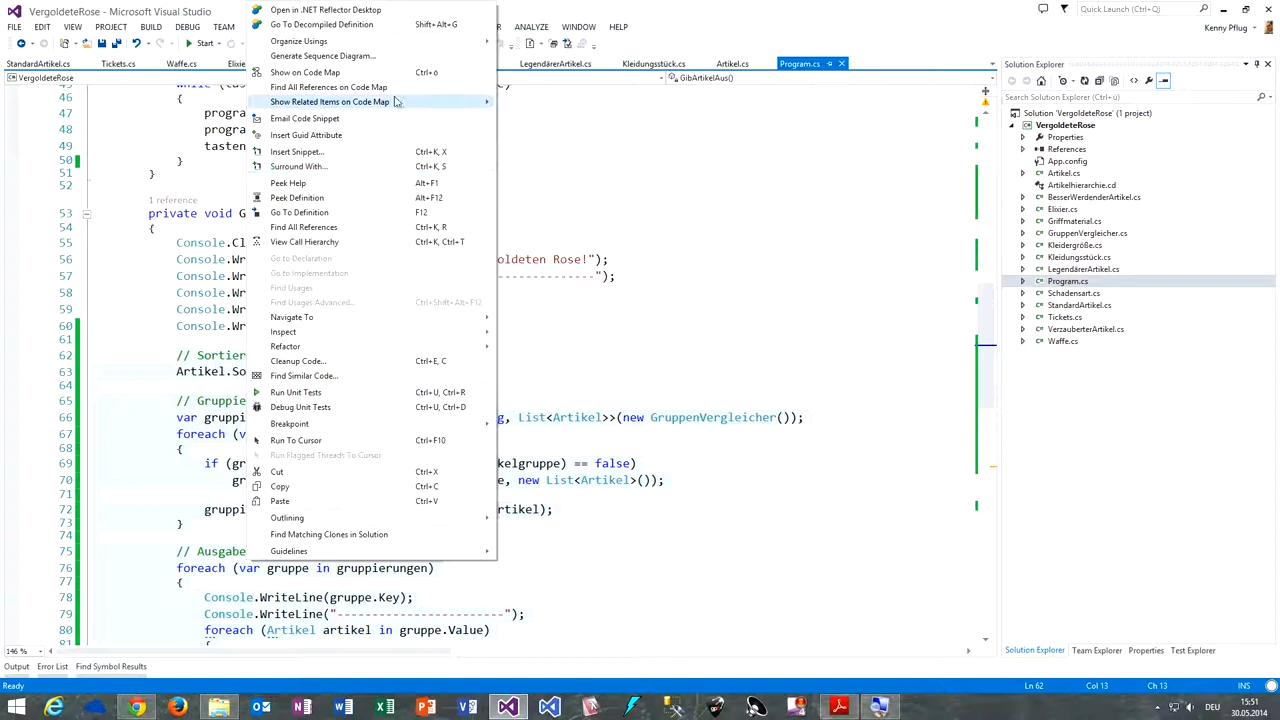 VergoldeteRose - Microsoft Visual Studio
Quick Launch (Ctrl+Q)
FILE
EDIT
VIEW
PROJECT
BUILD
DEBUG
TEAM
ANALYZE
WINDOW
HELP
Kenny Pflug
Start
StandardArtikel.cs
Tickets.cs
Waffe.cs
Elixie
LegendärerArtikel.cs
Kleidungsstück.cs
Artikel.cs
Program.cs
VergoldeteRose
GibArtikelAus()
46 {
47 progra
48 progra
49 tasten
50 }
51 }
52
1 reference
53 private void G
54 {
55 Console.Cl
56 Console.Wr oldeten Rose!");
57 Console.Wr -------------");
58 Console.Wr
59 Console.Wr
60 Console.Wr
61
62 // Sortier
63 Artikel.So
64
65 // Gruppie
66 var gruppi g, List<Artikel>>(new GruppenVergleicher());
67 foreach (v
68 {
69 if (gr kelgruppe) == false)
70 gr e, new List<Artikel>());
71
72 gruppi rtikel);
73 }
74
75 // Ausgabe
76 foreach (var gruppe in gruppierungen)
77 {
78 Console.WriteLine(gruppe.Key);
79 Console.WriteLine("------------------------");
80 foreach (Artikel artikel in gruppe.Value)
81 {
Open in .NET Reflector Desktop
Go To Decompiled Definition Shift+Alt+G
Organize Usings
Generate Sequence Diagram...
Show on Code Map Ctrl+ö
Find All References on Code Map
Show Related Items on Code Map
Email Code Snippet
Insert Guid Attribute
Insert Snippet... Ctrl+K, X
Surround With... Ctrl+K, S
Peek Help Alt+F1
Peek Definition Alt+F12
Go To Definition F12
Find All References Ctrl+K, R
View Call Hierarchy Ctrl+K, Ctrl+T
Go to Declaration
Go to Implementation
Find Usages
Find Usages Advanced... Ctrl+Shift+Alt+F12
Navigate To
Inspect
Refactor
Cleanup Code... Ctrl+E, C
Find Similar Code...
Run Unit Tests Ctrl+U, Ctrl+R
Debug Unit Tests Ctrl+U, Ctrl+D
Breakpoint
Run To Cursor Ctrl+F10
Run Flagged Threads To Cursor
Cut Ctrl+X
Copy Ctrl+C
Paste Ctrl+V
Outlining
Find Matching Clones in Solution
Guidelines
Solution Explorer
Search Solution Explorer (Ctrl+ü)
Solution 'VergoldeteRose' (1 project)
VergoldeteRose
Properties
References
App.config
Artikel.cs
Artikelhierarchie.cd
BesserWerdenderArtikel.cs
Elixier.cs
Griffmaterial.cs
GruppenVergleicher.cs
Kleidergröße.cs
Kleidungsstück.cs
LegendärerArtikel.cs
Program.cs
Schadensart.cs
StandardArtikel.cs
Tickets.cs
VerzauberterArtikel.cs
Waffe.cs
146 %
Solution Explorer
Team Explorer
Properties
Test Explorer
Output
Error List
Find Symbol Results
Ready
Ln 62
Col 13
Ch 13
INS
DEU
15:51
30.05.2014